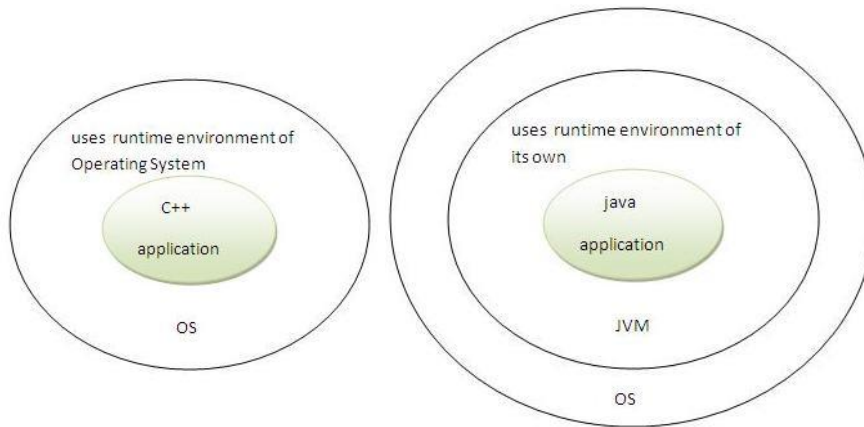 uses runtime environment of
Operating System
C++
application
OS
uses runtime environment of
its own
java
application
JVM
OS